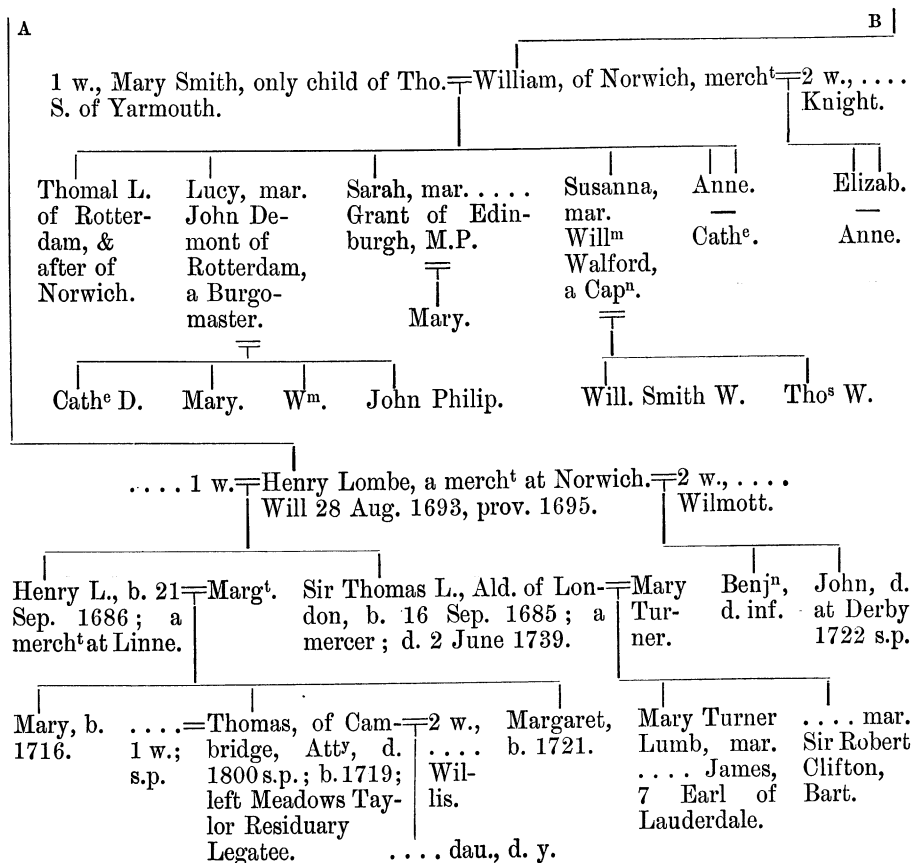 A
B
1 w., Mary Smith, only child of Tho.
S. of Yarmouth.
William, of Norwich, mercht
2 w., ....
Knight.
Thomal L.
of Rotter-
dam, &
after of
Norwich.
Lucy, mar.
John De-
mont of
Rotterdam,
a Burgo-
master.
Sarah, mar. . . . .
Grant of Edin-
burgh, M.P.
Mary.
Susanna,
mar.
Willm
Walford,
a Capn.
Anne.
—
Cathe.
Elizab.
—
Anne.
Cathe D.
Mary.
Wm.
John Philip.
Will. Smith W.
Thos W.
.... 1 w.
Henry Lombe, a mercht at Norwich.
Will 28 Aug. 1693, prov. 1695.
2 w., ....
Wilmott.
Henry L., b. 21
Sep. 1686 ; a
mercht at Linne.
Margt.
Sir Thomas L., Ald. of Lon-
don, b. 16 Sep. 1685 ; a
mercer ; d. 2 June 1739.
Mary
Tur-
ner.
Benjn,
d. inf.
John, d.
at Derby
1722 s.p.
Mary, b.
1716.
....
1 w.;
s.p.
Thomas, of Cam-
bridge, Atty, d.
1800 s.p. ; b. 1719;
left Meadows Tay-
lor Residuary
Legatee.
2 w.,
....
Wil-
lis.
.... dau., d. y.
Margaret,
b. 1721.
Mary Turner
Lumb, mar.
.... James,
7 Earl of
Lauderdale.
.... mar.
Sir Robert
Clifton,
Bart.